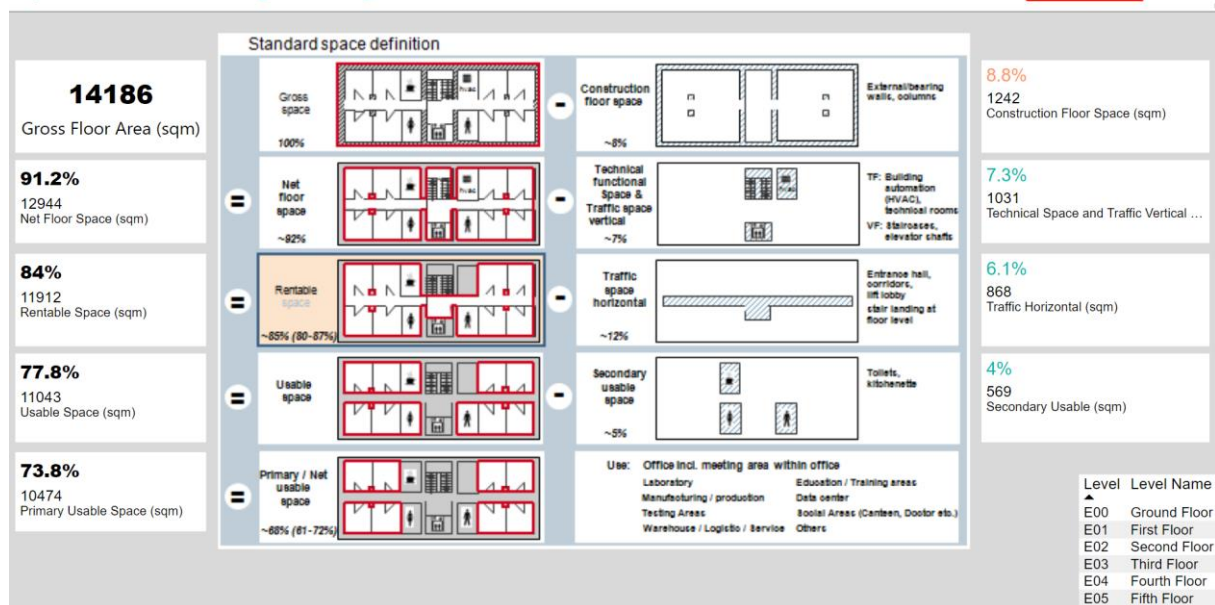 Standard space definition
14186
Gross Floor Area (sqm)
91.2%
12944
Net Floor Space (sqm)
84%
11912
Rentable Space (sqm)
77.8%
11043
Usable Space (sqm)
73.8%
10474
Primary Usable Space (sqm)
Gross
space
100%
-
Construction
floor space
~8%
External/bearing
walls, columns
=
Net
floor
space
~92%
-
Technical
functional
Space &
Traffic space
vertical
~7%
TF: Building
automation
(HVAC),
technical rooms
VF: Stairoases,
elevator shafts
=
Rentable
space
~85% (80-87%)
-
Traffic
space
horizontal
~12%
Entrance hall,
corridors,
lift lobby
stair landing at
floor level
=
Usable
space
-
Secondary
usable
space
~5%
Toilets,
kitchenette
=
Primary / Net
usable
space
~68% (61-72%)
Use: Office incl. meeting area within office
Laboratory
Manufacturing / production
Testing Areas
Warehouse / Logistic / Service
Education / Training areas
Data center
Social Areas (Canteen, Doctor etc.)
Others
8.8%
1242
Construction Floor Space (sqm)
7.3%
1031
Technical Space and Traffic Vertical ...
6.1%
868
Traffic Horizontal (sqm)
4%
569
Secondary Usable (sqm)
Level Level Name
E00 Ground Floor
E01 First Floor
E02 Second Floor
E03 Third Floor
E04 Fourth Floor
E05 Fifth Floor